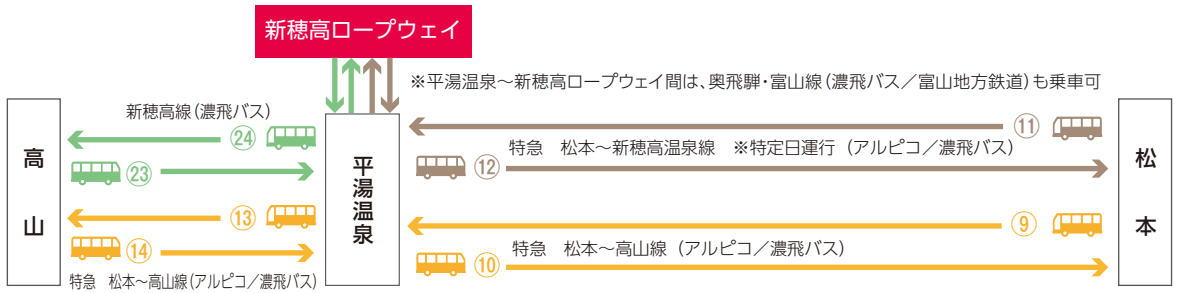 新穂高ロープウェイ
※平湯温泉～新穂高ロープウェイ間は、奥飛騨・富山線（濃飛バス／富山地方鉄道）も乗車可
新穂高線（濃飛バス）
㉔
㉓
⑪
特急　松本～新穂高温泉線　※特定日運行（アルピコ／濃飛バス）
⑫
高山
平湯温泉
松本
⑬
⑭
特急　松本～高山線（アルピコ／濃飛バス）
⑨
特急　松本～高山線（アルピコ／濃飛バス）
⑩